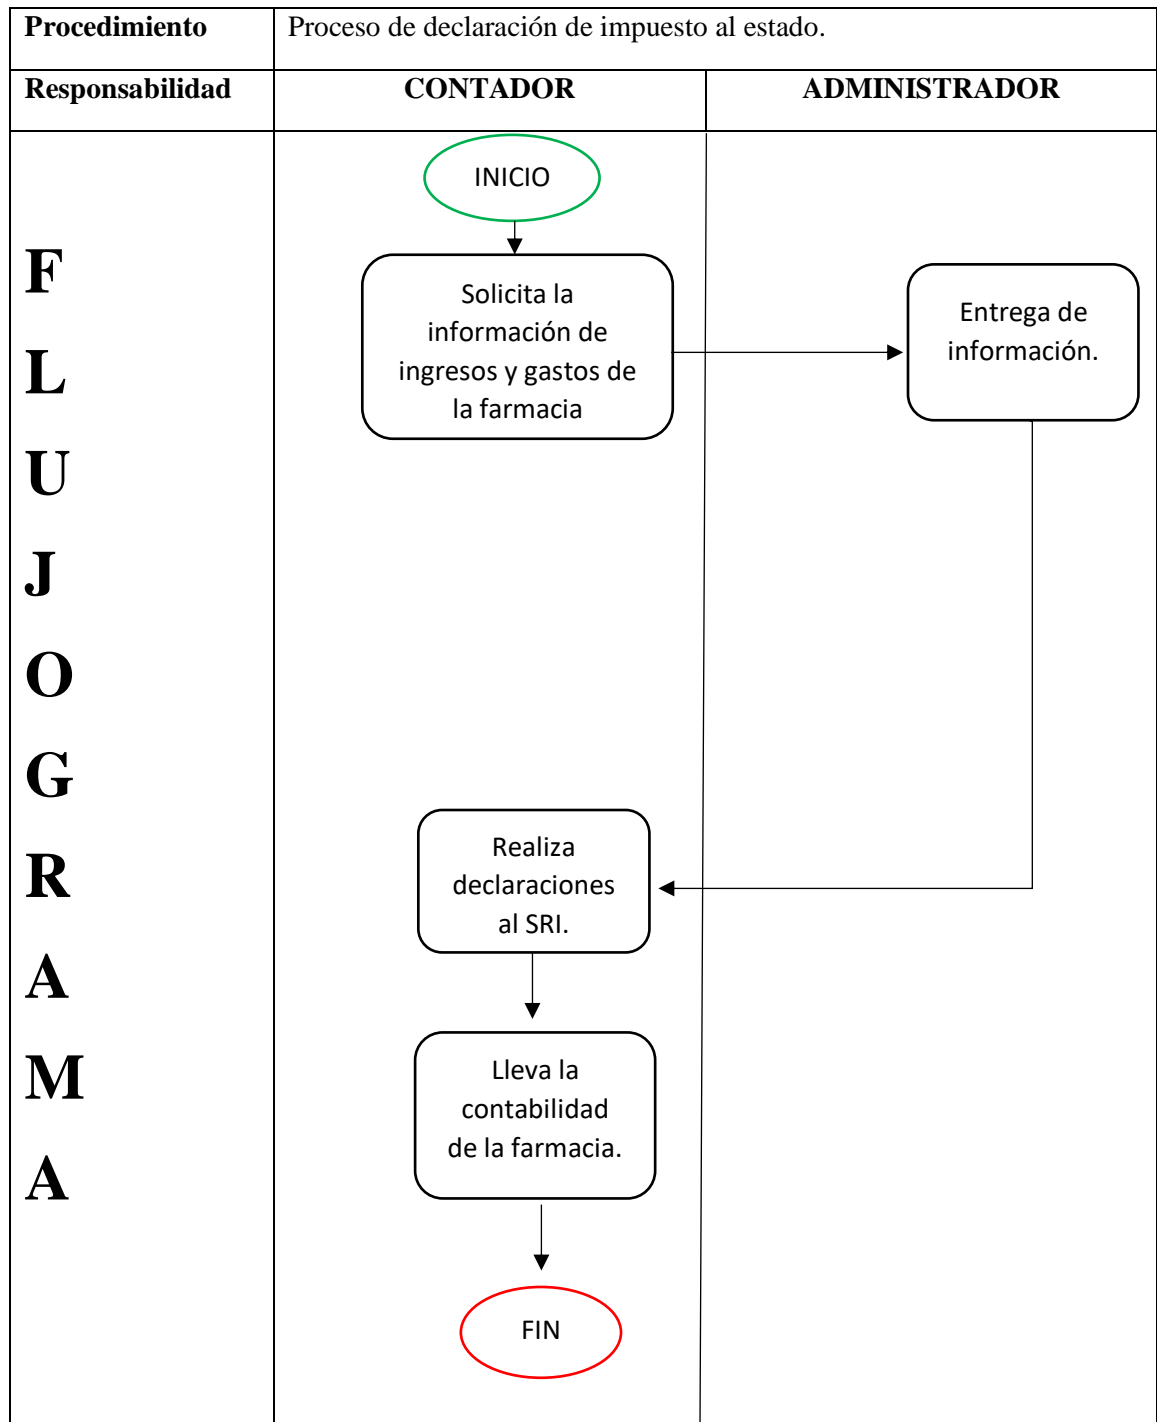 Procedimiento
Proceso de declaración de impuesto al estado.
Responsabilidad
CONTADOR
ADMINISTRADOR
F
L
U
J
O
G
R
A
M
A
INICIO
Solicita la
información de
ingresos y gastos de
la farmacia
Entrega de
información.
Realiza
declaraciones
al SRI.
Lleva la
contabilidad
de la farmacia.
FIN